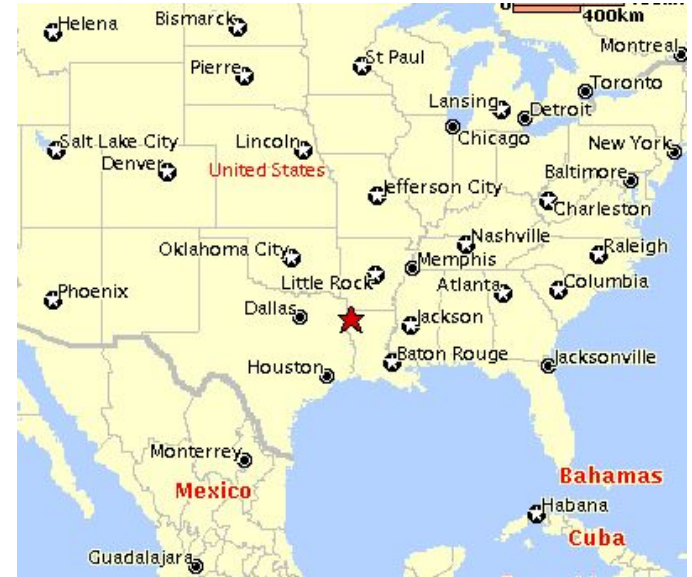 0
400km
Helena
Bismarck
Montreal
St Paul
Pierre
Toronto
Lansing
Detroit
Salt Lake City
Lincoln
Chicago
New York
Denver
United States
Baltimore
Jefferson City
Charleston
Nashville
Raleigh
Oklahoma City
Memphis
Phoenix
Little Rock
Atlanta
Columbia
Dallas
Jackson
Baton Rouge
Jacksonville
Houston
Monterrey
Mexico
Bahamas
Habana
Cuba
Guadalajara